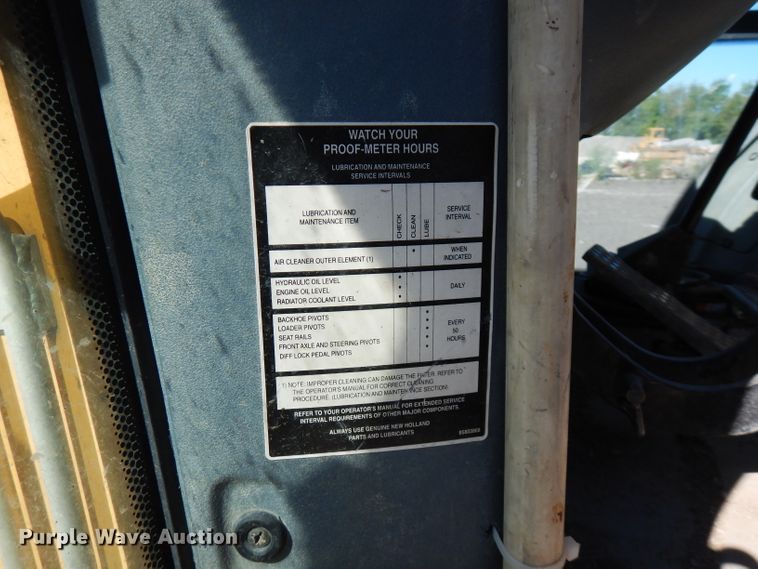 WATCH YOUR
PROOF-METER HOURS
LUBRICATION AND MAINTENANCE
SERVICE INTERVALS
LUBRICATION AND
MAINTENANCE ITEM
CHECK
CLEAN
LUBE
SERVICE
INTERVAL
AIR CLEANER OUTER ELEMENT (1)
WHEN
INDICATED
HYDRAULIC OIL LEVEL
ENGINE OIL LEVEL
RADIATOR COOLANT LEVEL
DAILY
BACKHOE PIVOTS
LOADER PIVOTS
SEAT RAILS
FRONT AXLE AND STEERING PIVOTS
DIFF LOCK PEDAL PIVOTS
EVERY
50
HOURS
1) NOTE: IMPROPER CLEANING CAN DAMAGE THE FILTER. REFER TO
THE OPERATOR'S MANUAL FOR CORRECT CLEANING
PROCEDURE. (LUBRICATION AND MAINTENANCE SECTION).
REFER TO YOUR OPERATOR'S MANUAL FOR EXTENDED SERVICE
INTERVAL REQUIREMENTS OF OTHER MAJOR COMPONENTS.
ALWAYS USE GENUINE NEW HOLLAND
PARTS AND LUBRICANTS
Purple Wave Auction